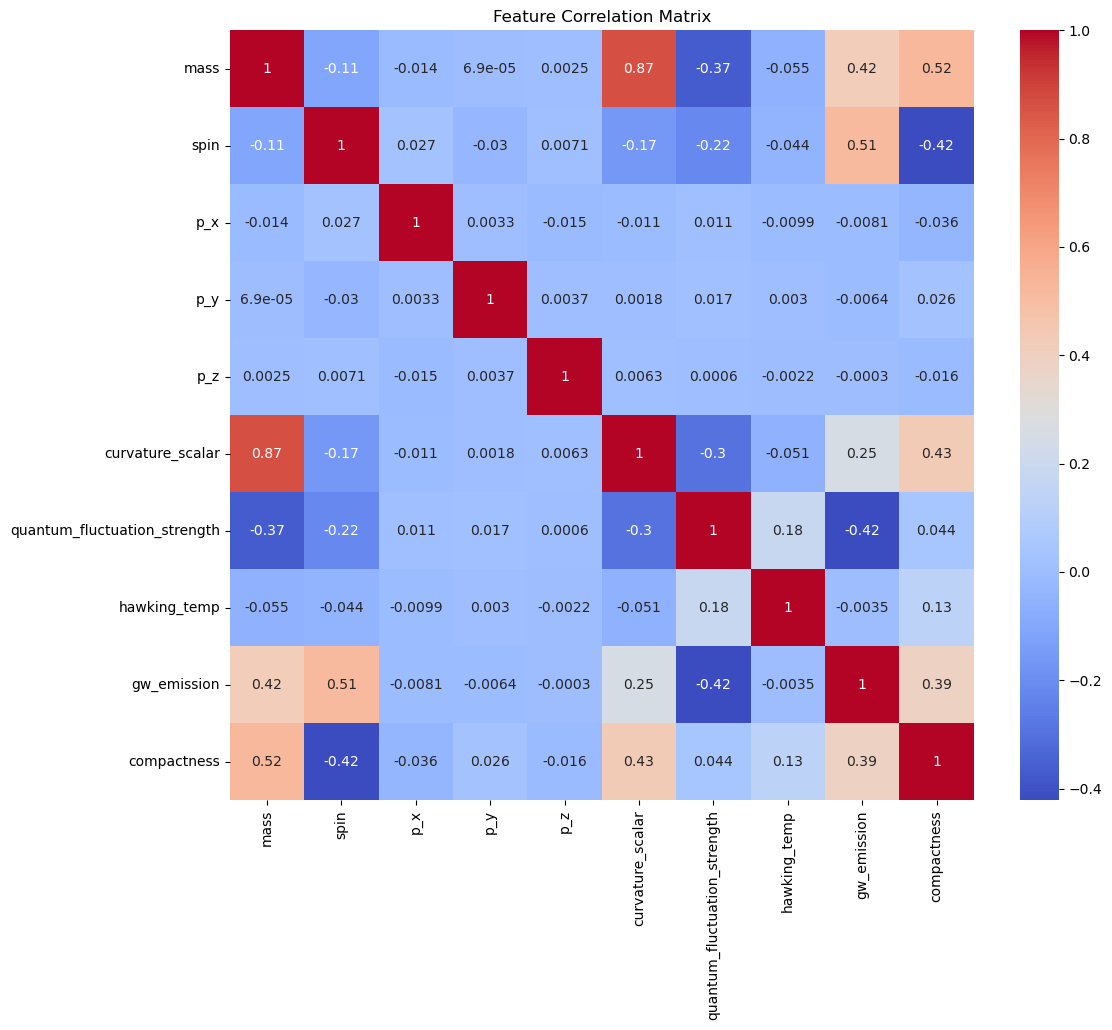 Feature Correlation Matrix
mass 1 -0.11 -0.014 6.9e-05 0.0025 0.87 -0.37 -0.055 0.42 0.52
spin -0.11 1 0.027 -0.03 0.0071 -0.17 -0.22 -0.044 0.51 -0.42
p_x -0.014 0.027 1 0.0033 -0.015 -0.011 0.011 -0.0099 -0.0081 -0.036
p_y 6.9e-05 -0.03 0.0033 1 0.0037 0.0018 0.017 0.003 -0.0064 0.026
p_z 0.0025 0.0071 -0.015 0.0037 1 0.0063 0.0006 -0.0022 -0.0003 -0.016
curvature_scalar 0.87 -0.17 -0.011 0.0018 0.0063 1 -0.3 -0.051 0.25 0.43
quantum_fluctuation_strength -0.37 -0.22 0.011 0.017 0.0006 -0.3 1 0.18 -0.42 0.044
hawking_temp -0.055 -0.044 -0.0099 0.003 -0.0022 -0.051 0.18 1 -0.0035 0.13
gw_emission 0.42 0.51 -0.0081 -0.0064 -0.0003 0.25 -0.42 -0.0035 1 0.39
compactness 0.52 -0.42 -0.036 0.026 -0.016 0.43 0.044 0.13 0.39 1
mass spin p_x p_y p_z curvature_scalar quantum_fluctuation_strength hawking_temp gw_emission compactness
1.0
0.8
0.6
0.4
0.2
0.0
−0.2
−0.4